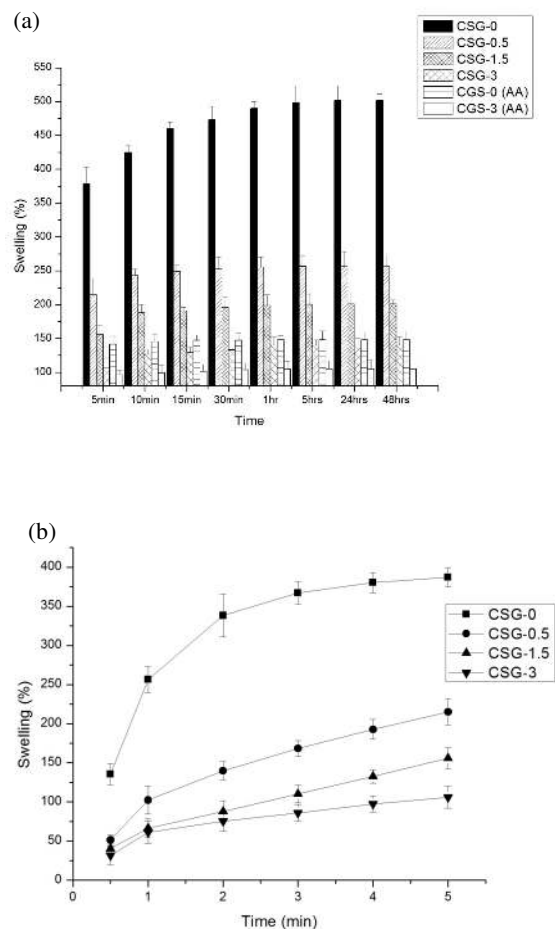 (a)
CSG-0
CSG-0.5
CSG-1.5
CSG-3
CGS-0 (AA)
CGS-3 (AA)
550
500
450
400
350
300
250
200
150
100
Swelling (%)
5min 10min 15min 30min 1hr 5hrs 24hrs 48hrs
Time
(b)
400
350
300
250
200
150
100
50
0
Swelling (%)
CSG-0
CSG-0.5
CSG-1.5
CSG-3
0 1 2 3 4 5
Time (min)